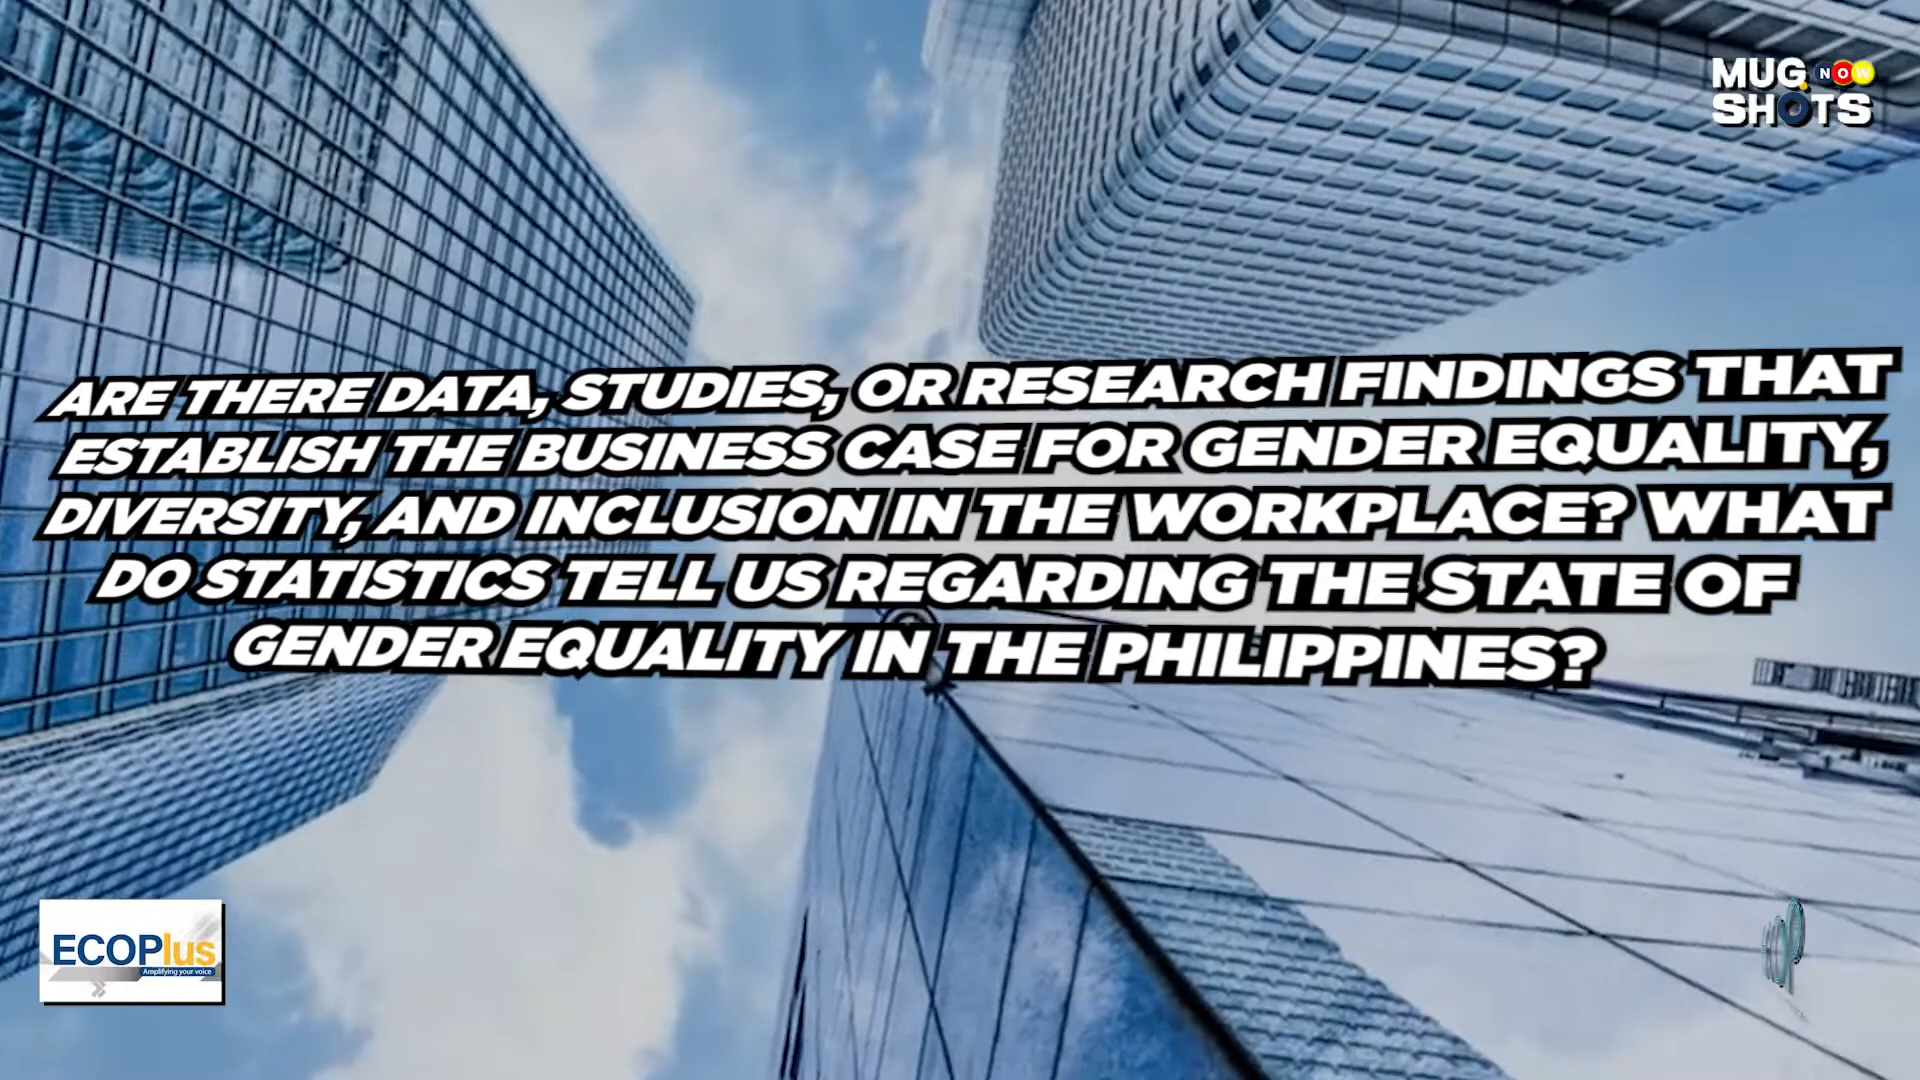 MUG NOW
SHOTS
ARE THERE DATA, STUDIES, OR RESEARCH FINDINGS THAT
ESTABLISH THE BUSINESS CASE FOR GENDER EQUALITY,
DIVERSITY, AND INCLUSION IN THE WORKPLACE? WHAT
DO STATISTICS TELL US REGARDING THE STATE OF
GENDER EQUALITY IN THE PHILIPPINES?
ECOPlus
Amplifying your voice